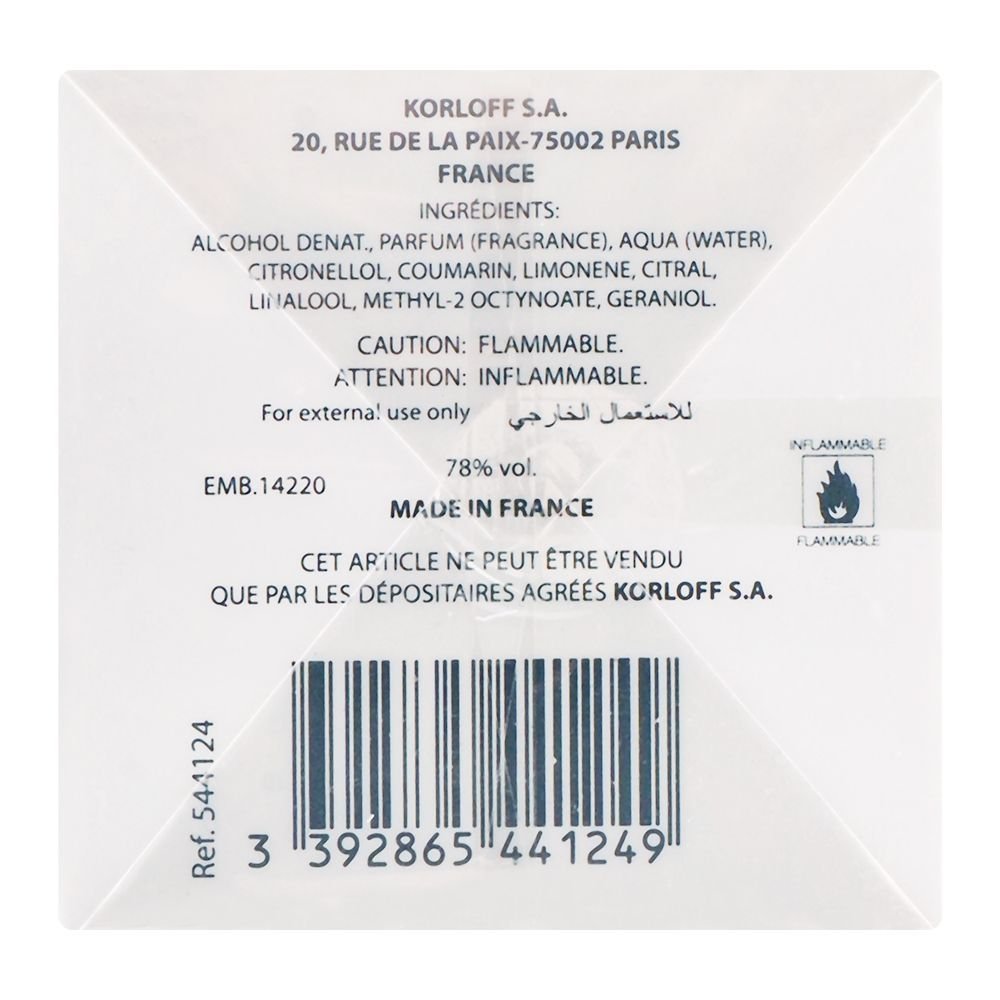 KORLOFF S.A.
20, RUE DE LA PAIX-75002 PARIS
FRANCE
INGRÉDIENTS:
ALCOHOL DENAT., PARFUM (FRAGRANCE), AQUA (WATER),
CITRONELLOL, COUMARIN, LIMONENE, CITRAL,
LINALOOL, METHYL-2 OCTYNOATE, GERANIOL.
CAUTION: FLAMMABLE.
ATTENTION: INFLAMMABLE.
For external use only للاستعمال الخارجي
78% vol.
EMB.14220
MADE IN FRANCE
INFLAMMABLE
FLAMMABLE
CET ARTICLE NE PEUT ÊTRE VENDU
QUE PAR LES DÉPOSITAIRES AGRÉÉS KORLOFF S.A.
Ref. 544124
3 392865 441249